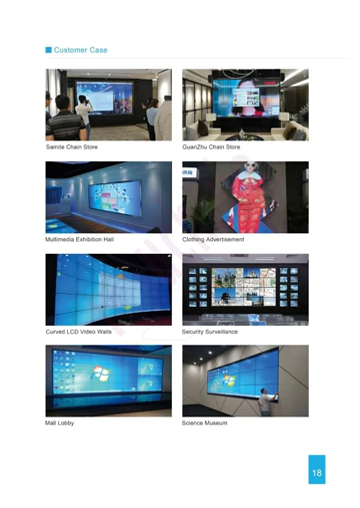 Customer Case
Samite Chain Store
GuanZhu Chain Store
Multimedia Exhibition Hall
Clothing Advertisement
Curved LCD Video Walls
Security Surveillance
Mall Lobby
Science Museum
18